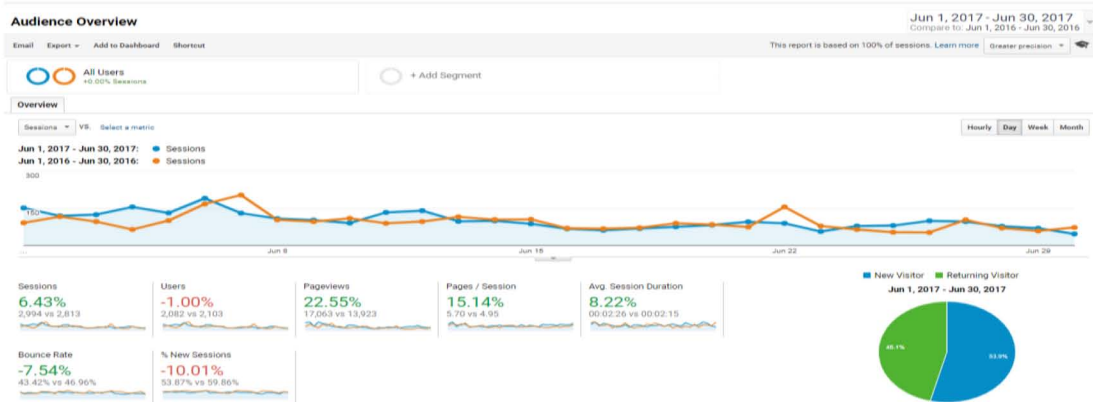 Audience Overview
Jun 1, 2017 - Jun 30, 2017
Compare to: Jun 1, 2016 - Jun 30, 2016
Email Export Add to Dashboard Shortcut
This report is based on 100% of sessions. Learn more Greater precision
All Users
+0.00% Sessions
+ Add Segment
Overview
Sessions VS. Select a metric
Hourly Day Week Month
Jun 1, 2017 - Jun 30, 2017: Sessions
Jun 1, 2016 - Jun 30, 2016: Sessions
300
150
... Jun 8 Jun 15 Jun 22 Jun 29
New Visitor Returning Visitor
Jun 1, 2017 - Jun 30, 2017
Sessions Users Pageviews Pages / Session Avg. Session Duration
6.43% -1.00% 22.55% 15.14% 8.22%
2,994 vs 2,813 2,082 vs 2,103 17,063 vs 13,923 5.70 vs 4.95 00:02:26 vs 00:02:15
46.1% 53.9%
Bounce Rate % New Sessions
-7.54% -10.01%
43.42% vs 46.96% 53.87% vs 59.86%